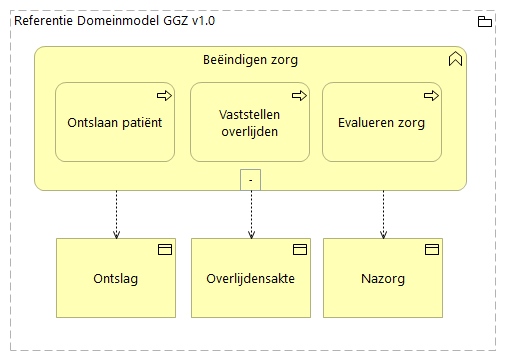 Referentie Domeinmodel GGZ v1.0
Beëindigen zorg
Ontslaan patiënt
Vaststellen
overlijden
Evalueren zorg
-
Ontslag
Overlijdensakte
Nazorg